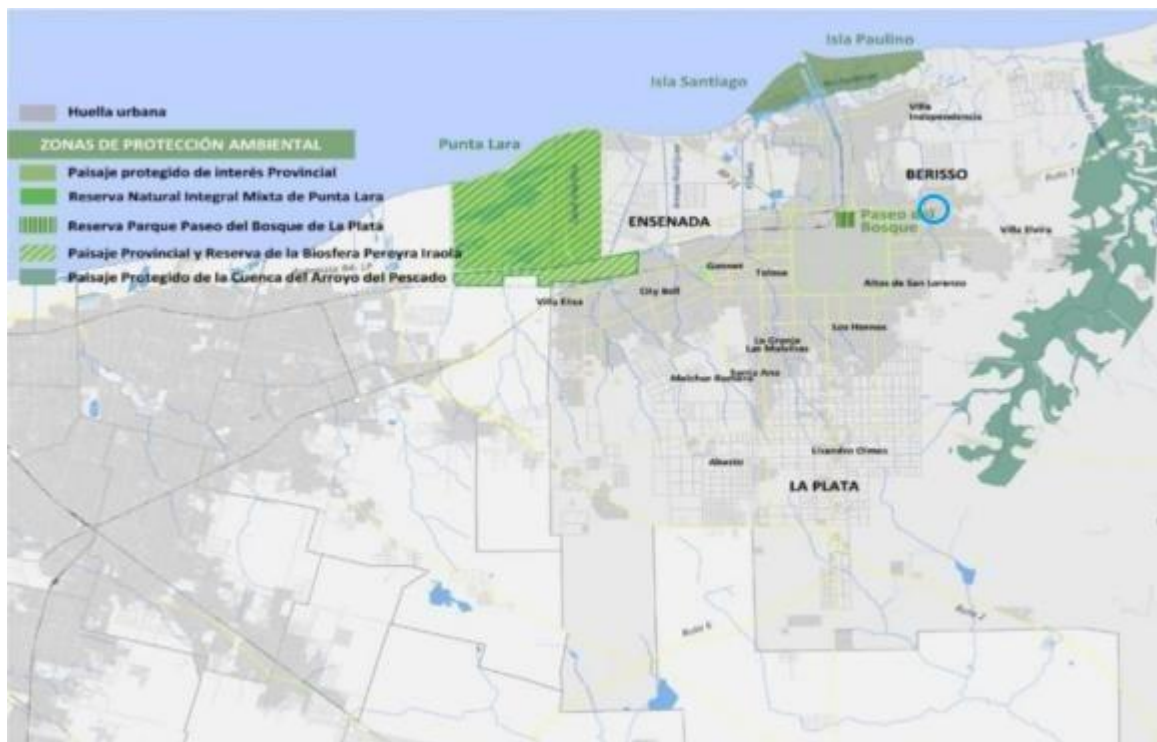 Isla Paulino
Isla Santiago
Huella urbana
Villa
Independencia
ZONAS DE PROTECCIÓN AMBIENTAL
Punta Lara
Paisaje protegido de interés Provincial
BERISSO
Reserva Natural Integral Mixta de Punta Lara
ENSENADA
Paseo del
Bosque
Reserva Parque Paseo del Bosque de La Plata
Villa Elvira
Paisaje Provincial y Reserva de la Biosfera Pereyra Iraola
Gonnet
Tolosa
Paisaje Protegido de la Cuenca del Arroyo del Pescado
Altos de San Lorenzo
City Bell
Villa Elisa
Los Hornos
La Granja
Las Malvinas
Santa Ana
Melchor Romero
Lisandro Olmos
Abasto
LA PLATA
Ruta 2
Ruta 6